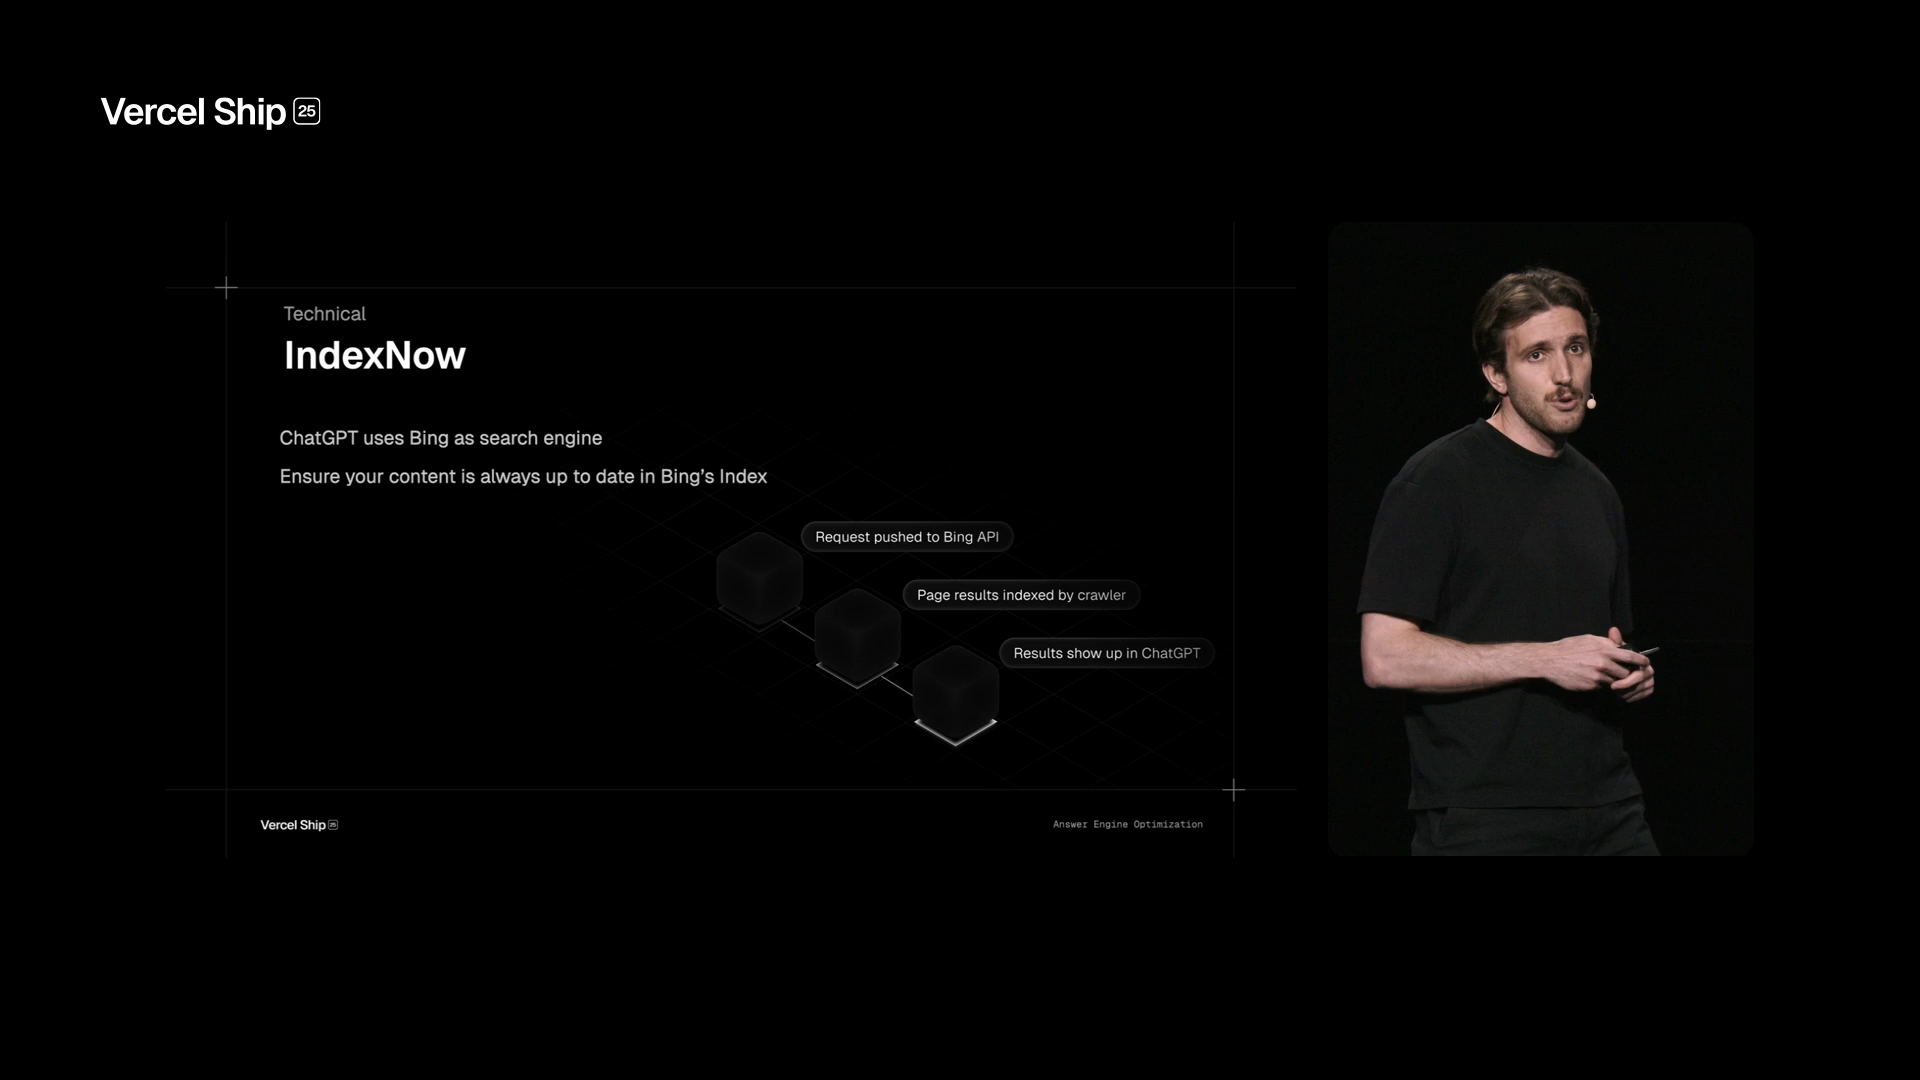 Vercel Ship 25
Technical
IndexNow
ChatGPT uses Bing as search engine
Ensure your content is always up to date in Bing’s Index
Request pushed to Bing API
Page results indexed by crawler
Results show up in ChatGPT
Vercel Ship 25
Answer Engine Optimization